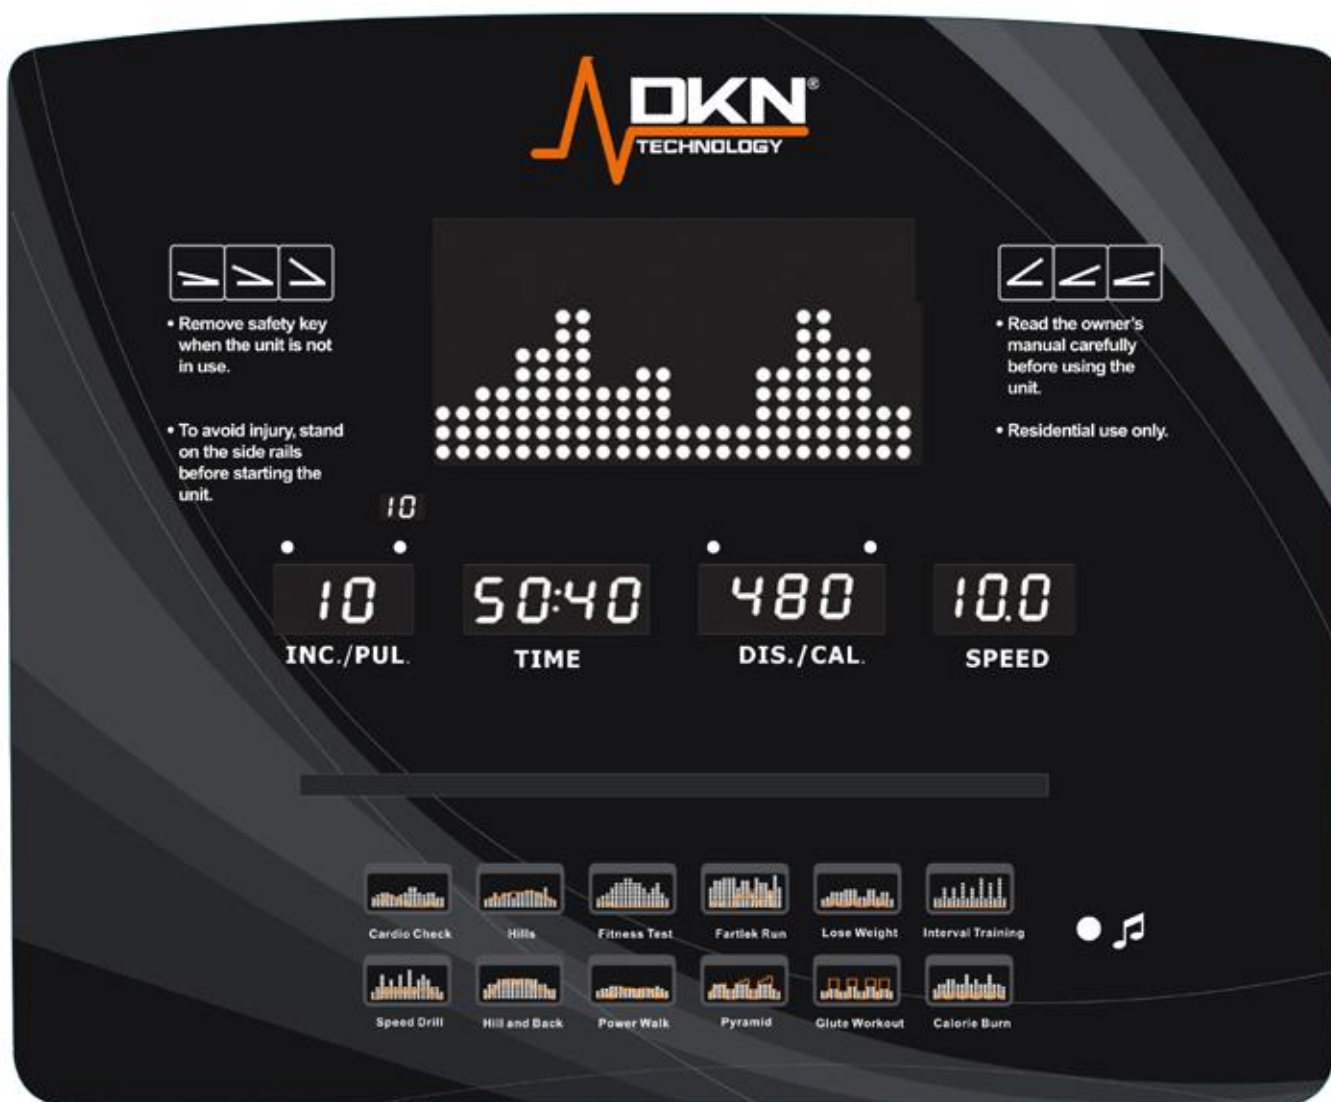 DKN®
TECHNOLOGY
• Remove safety key
when the unit is not
in use.
• To avoid injury, stand
on the side rails
before starting the
unit.
• Read the owner's
manual carefully
before using the
unit.
• Residential use only.
10
10
50:40
480
10.0
INC./PUL.
TIME
DIS./CAL.
SPEED
Cardio Check
Hills
Fitness Test
Fartlek Run
Lose Weight
Interval Training
Speed Drill
Hill and Back
Power Walk
Pyramid
Glute Workout
Calorie Burn